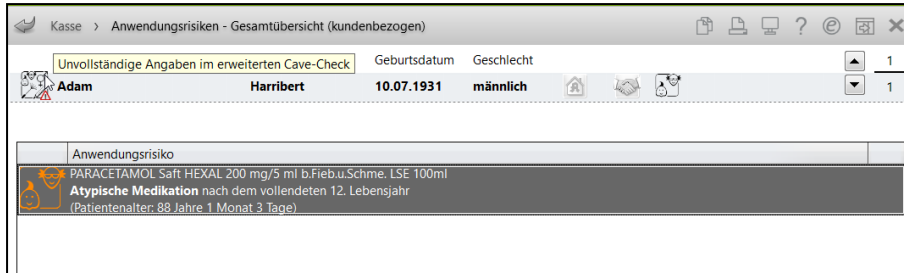 Kasse > Anwendungsrisiken - Gesamtübersicht (kundenbezogen) ? e
Unvollständige Angaben im erweiterten Cave-Check Geburtsdatum Geschlecht 1
Adam Harribert 10.07.1931 männlich 1
Anwendungsrisiko
PARACETAMOL Saft HEXAL 200 mg/5 ml b.Fieb.u.Schme. LSE 100ml
Atypische Medikation nach dem vollendeten 12. Lebensjahr
(Patientenalter: 88 Jahre 1 Monat 3 Tage)